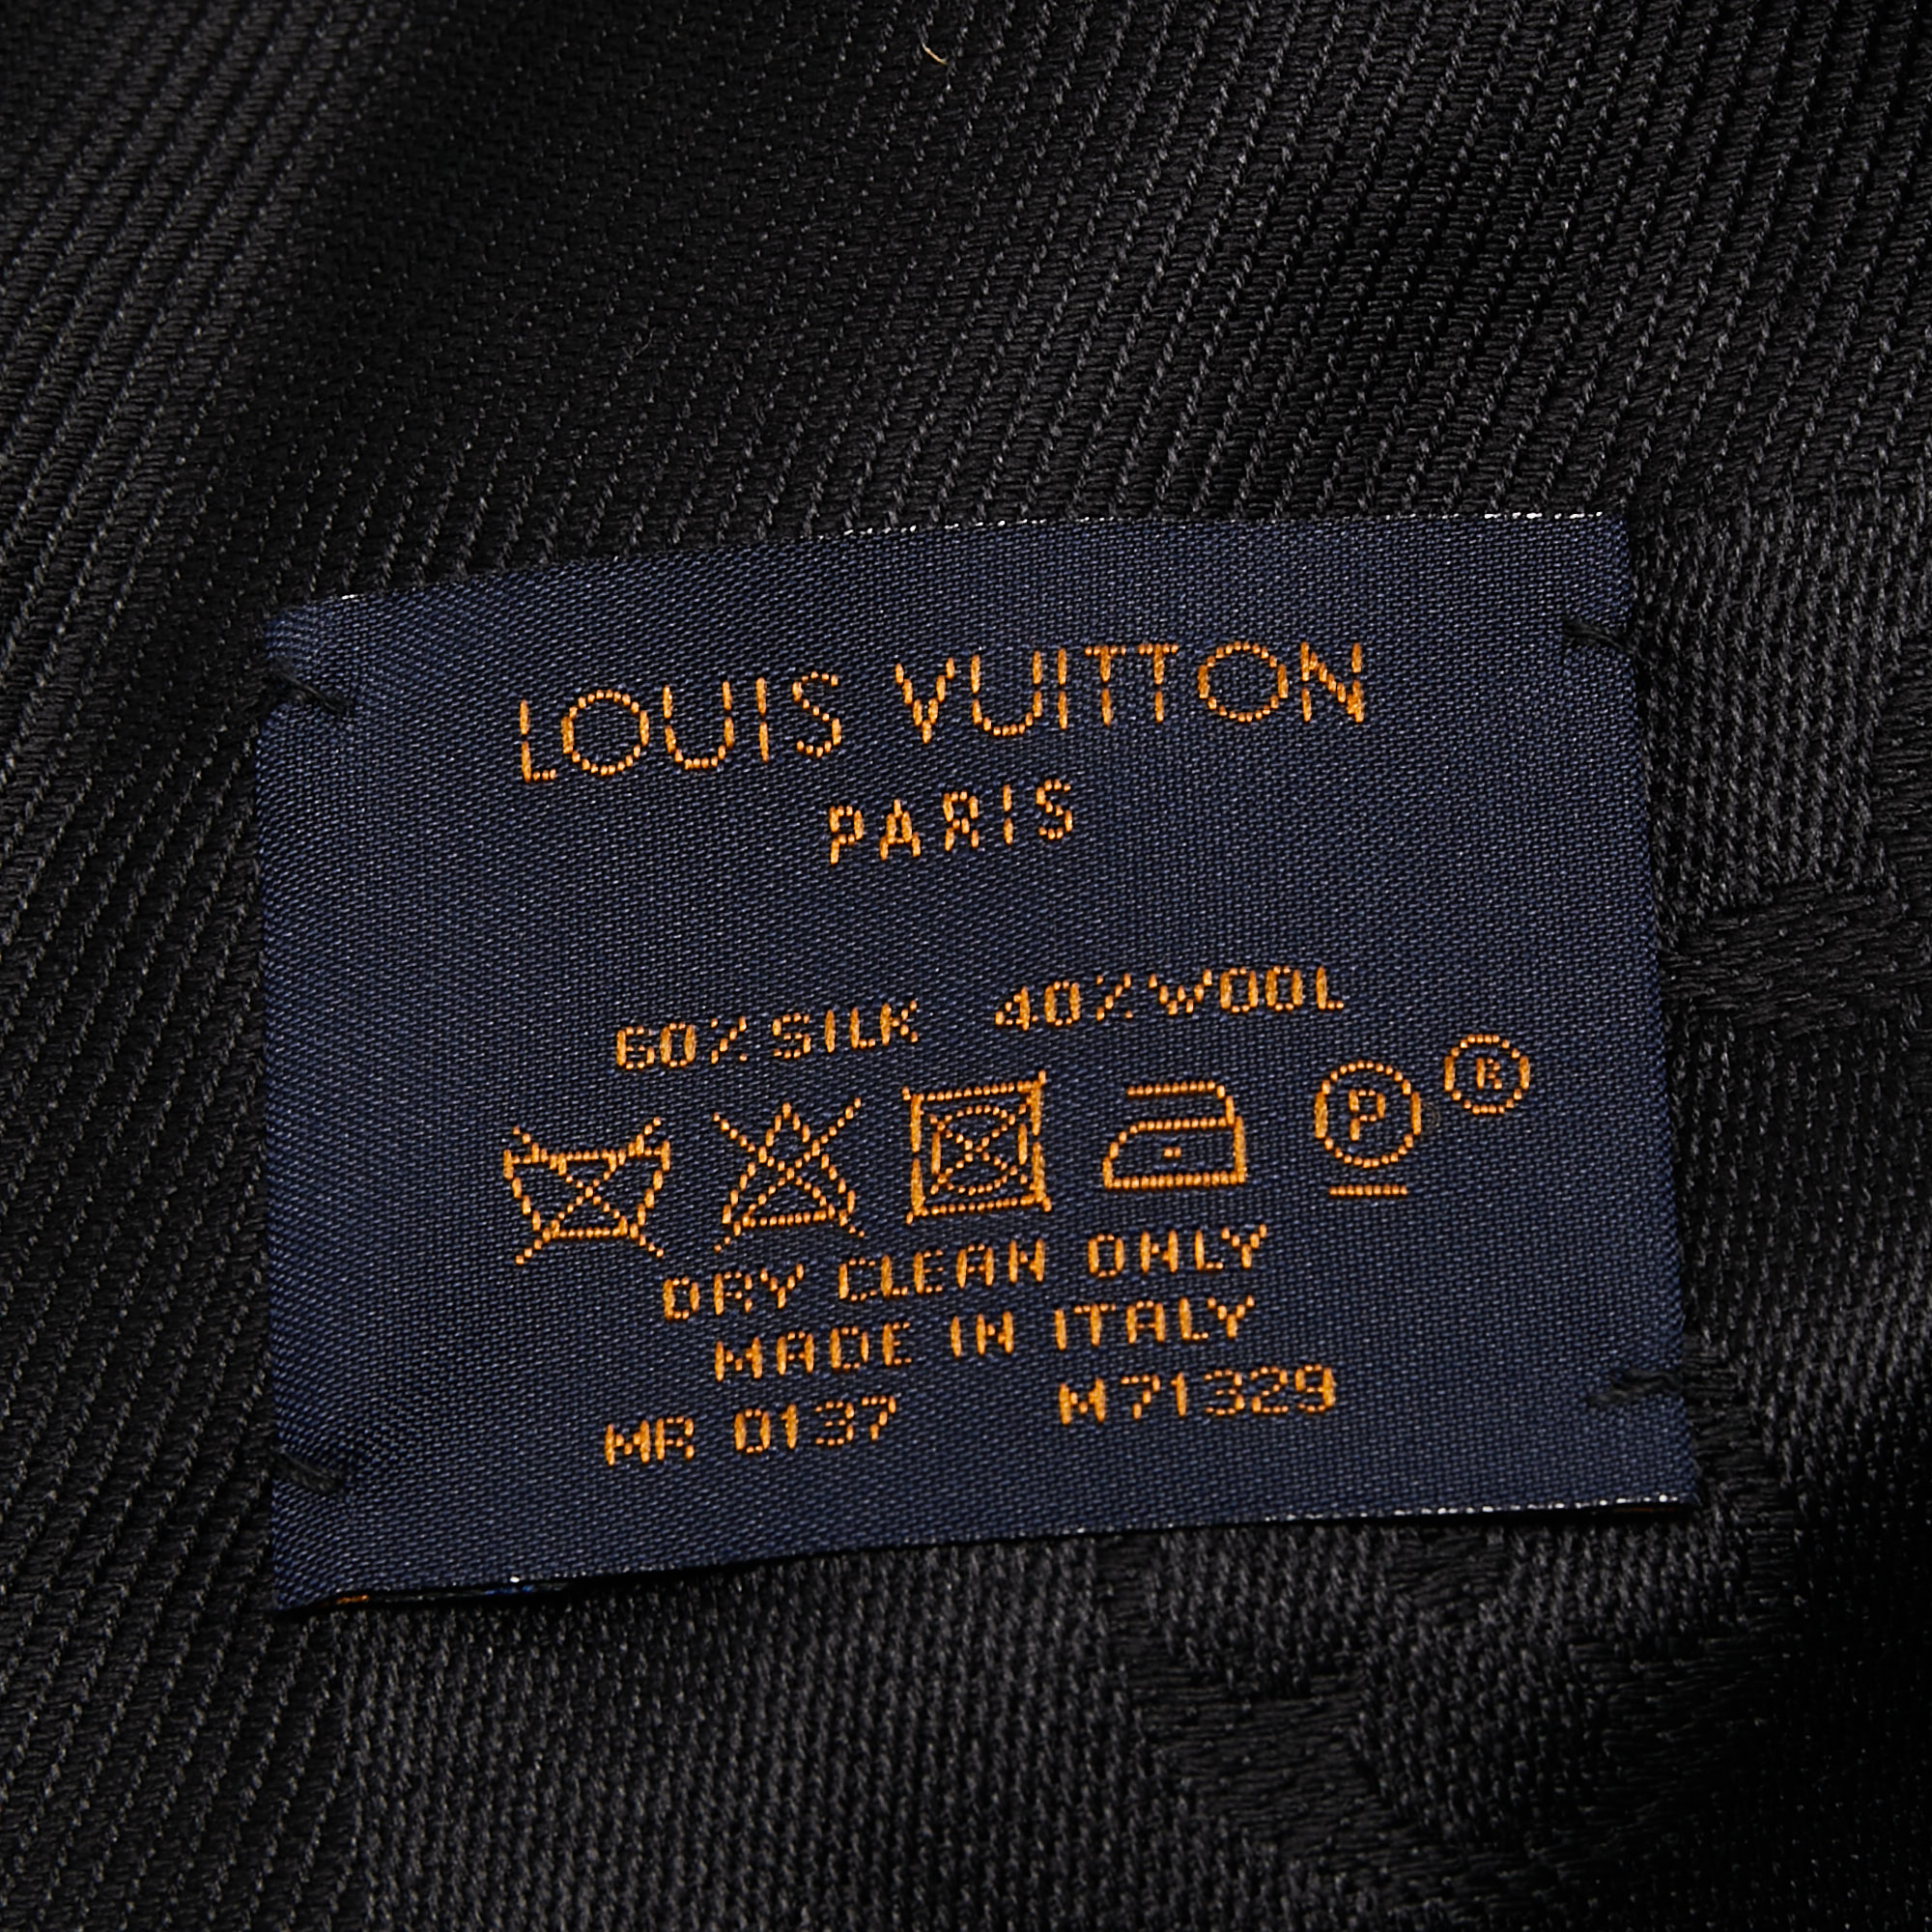 LOUIS VUITTON
PARIS
60% SILK 40% WOOL
P ®
DRY CLEAN ONLY
MADE IN ITALY
MR 0137 M71329